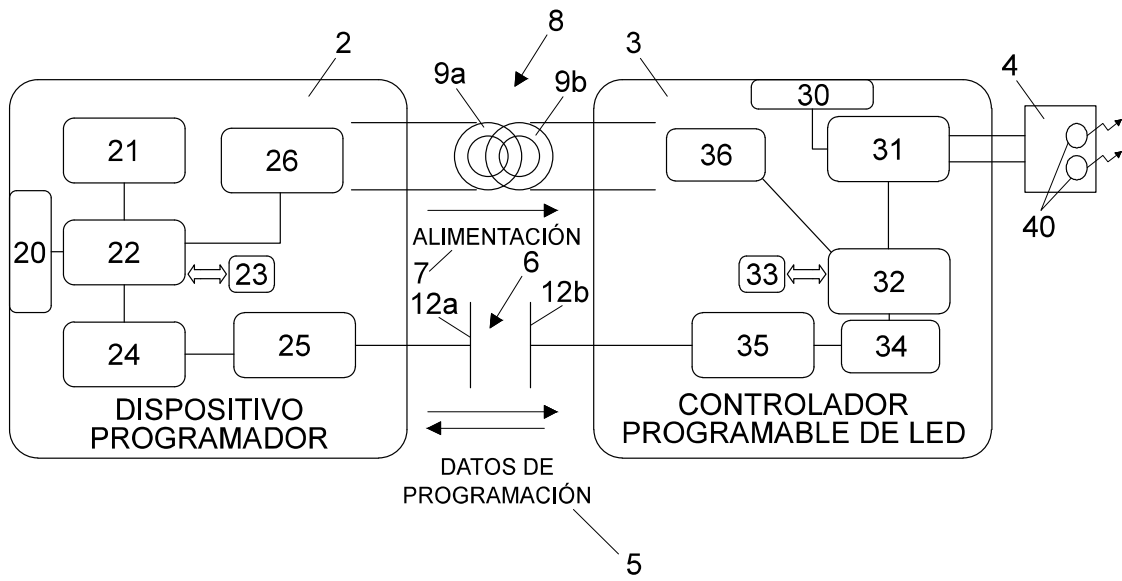 8
2
3
9a
9b
4
30
21
26
36
31
20
22
23
ALIMENTACIÓN
7
6
40
33
32
12a
12b
24
25
35
34
DISPOSITIVO
PROGRAMADOR
CONTROLADOR
PROGRAMABLE DE LED
DATOS DE
PROGRAMACIÓN
5